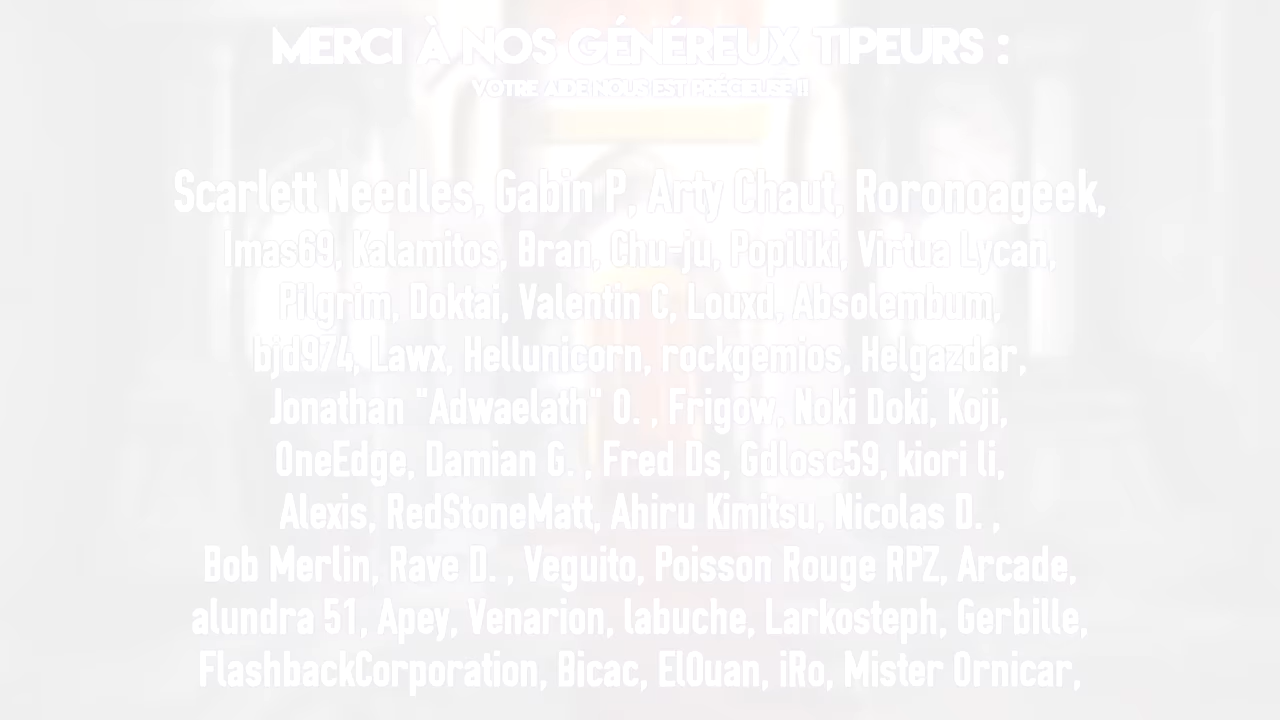 MERCI À NOS GÉNÉREUX TIPEURS :
VOTRE AIDE NOUS EST PRÉCIEUSE !!
Scarlett Needles, Gabin P, Arty Chaut, Roronoageek,
Imas69, Kalamitos, Bran, Chu-ju, Popiliki, Virtua Lycan,
Pilgrim, Doktai, Valentin C, Louxd, Absolembum,
bjd974, Lawx, Hellunicorn, rockgemios, Helgazdar,
Jonathan "Adwaelath" O. , Frigow, Noki Doki, Koji,
OneEdge, Damian G. , Fred Ds, Gdlosc59, kiori li,
Alexis, RedStoneMatt, Ahiru Kimitsu, Nicolas D. ,
Bob Merlin, Rave D. , Veguito, Poisson Rouge RPZ, Arcade,
alundra 51, Apey, Venarion, labuche, Larkosteph, Gerbille,
FlashbackCorporation, Bicac, ElOuan, iRo, Mister Ornicar,